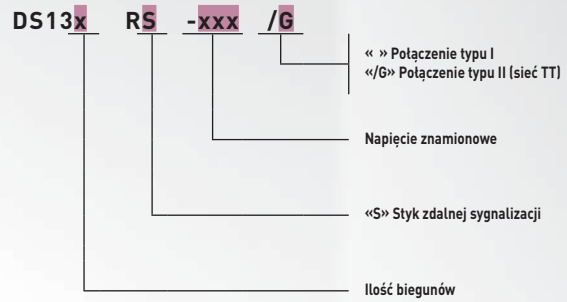 DS13x RS -xxx /G
« » Połączenie typu I
«/G» Połączenie typu II (sieć TT)
Napięcie znamionowe
«S» Styk zdalnej sygnalizacji
Ilość biegunów